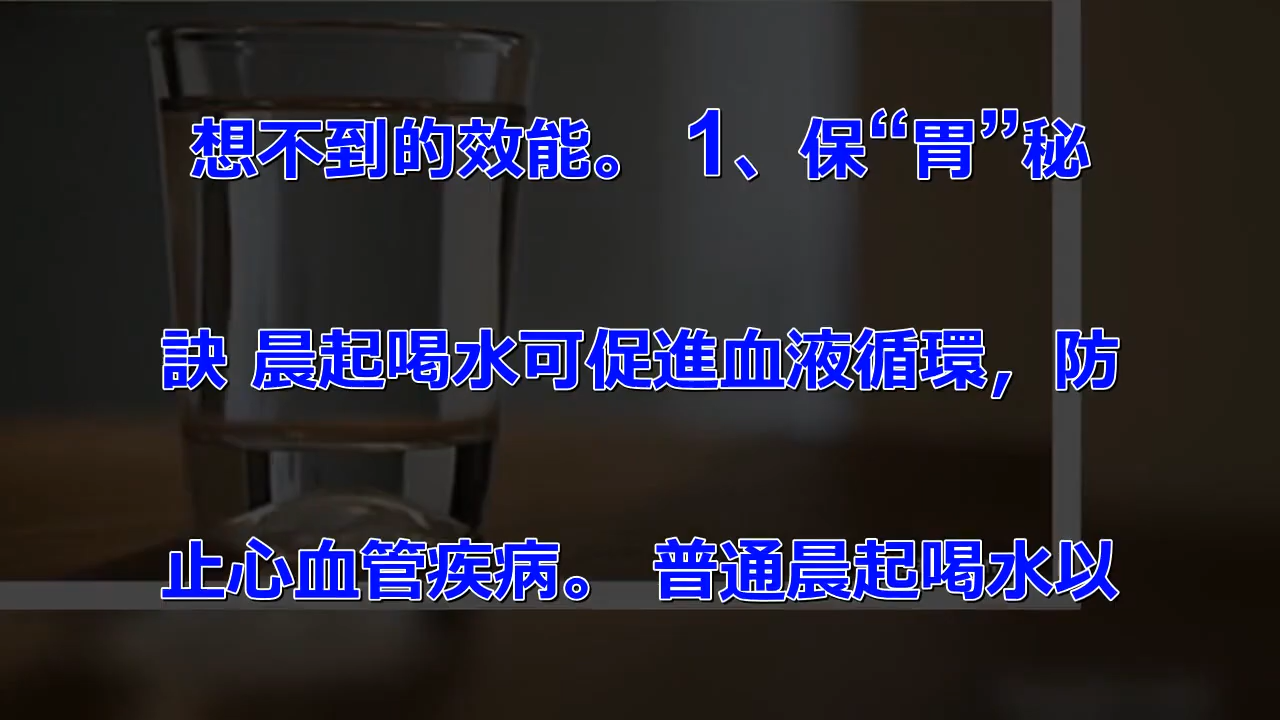 想不到的效能。 1、保“胃”秘
訣 晨起喝水可促進血液循環，防
止心血管疾病。 普通晨起喝水以